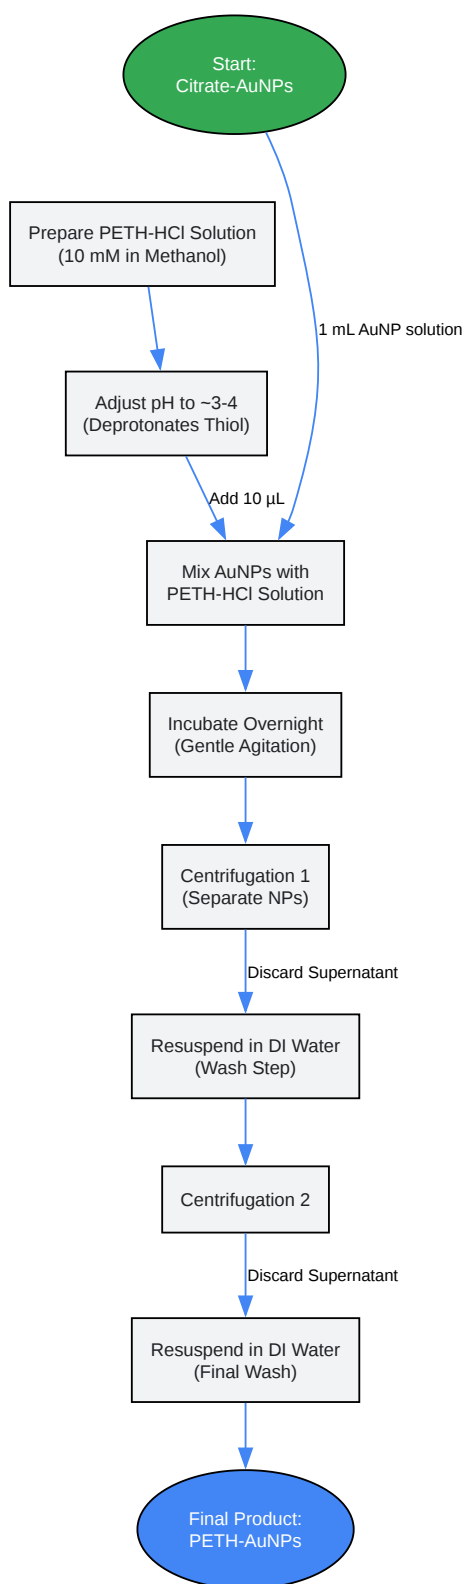 Start:
Citrate-AuNPs
Prepare PETH-HCl Solution
(10 mM in Methanol)
1 mL AuNP solution
Adjust pH to ~3-4
(Deprotonates Thiol)
Add 10 µL
Mix AuNPs with
PETH-HCl Solution
Incubate Overnight
(Gentle Agitation)
Centrifugation 1
(Separate NPs)
Discard Supernatant
Resuspend in DI Water
(Wash Step)
Centrifugation 2
Discard Supernatant
Resuspend in DI Water
(Final Wash)
Final Product:
PETH-AuNPs